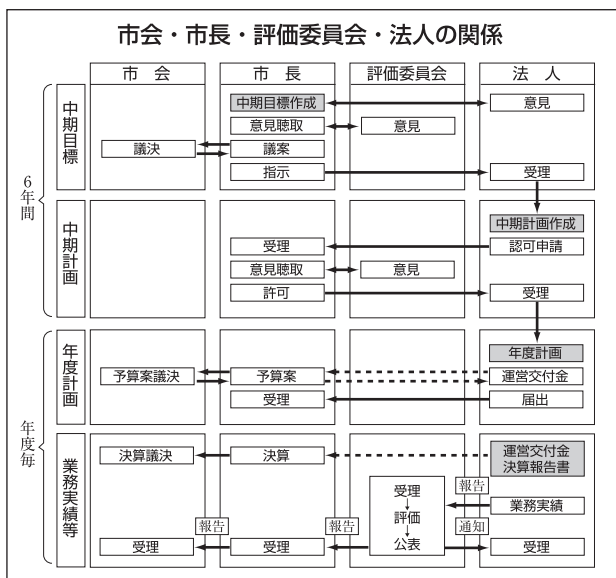 市会・市長・評価委員会・法人の関係
市 会
市 長
評価委員会
法 人
6年間
中期目標
中期目標作成
意見
意見聴取
意見
議決
議案
指示
受理
中期計画
中期計画作成
受理
認可申請
意見聴取
意見
許可
受理
年度毎
年度計画
年度計画
予算案議決
予算案
運営交付金
受理
届出
業務実績等
決算議決
決算
運営交付金
決算報告書
受理
評価
公表
報告
業務実績
通知
報告
報告
受理
受理
受理